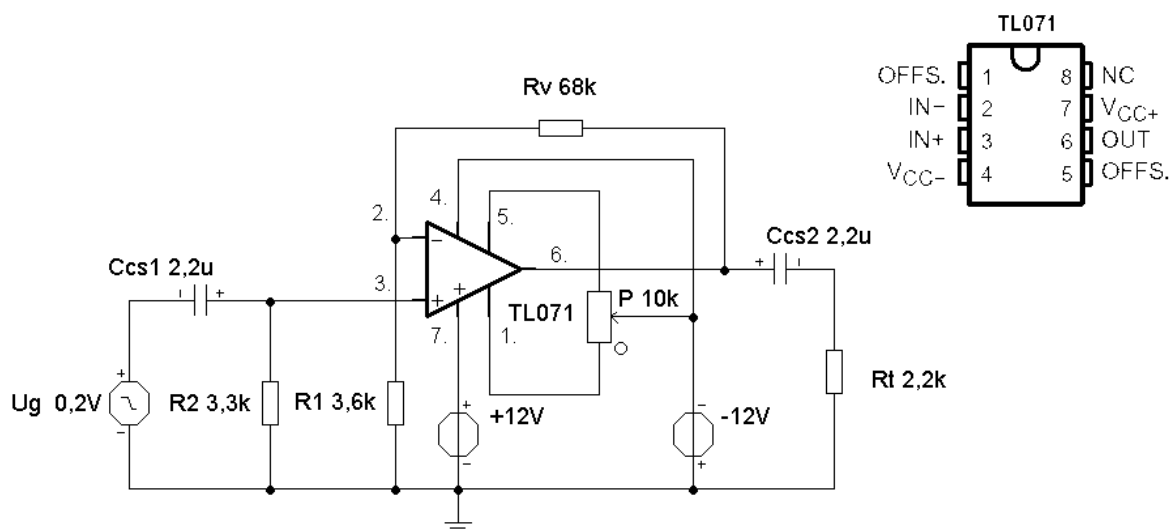 TL071
OFFS. 1 8 NC
IN- 2 7 VCC+
IN+ 3 6 OUT
VCC- 4 5 OFFS.
Rv 68k
4.
5.
2.
6.
Ccs2 2,2u
+ -
Ccs1 2,2u
- +
3.
-
+
+
7.
TL071
1.
P 10k
Ug 0,2V
+
-
R2 3,3k
R1 3,6k
+
+12V
-
-
-12V
+
Rt 2,2k